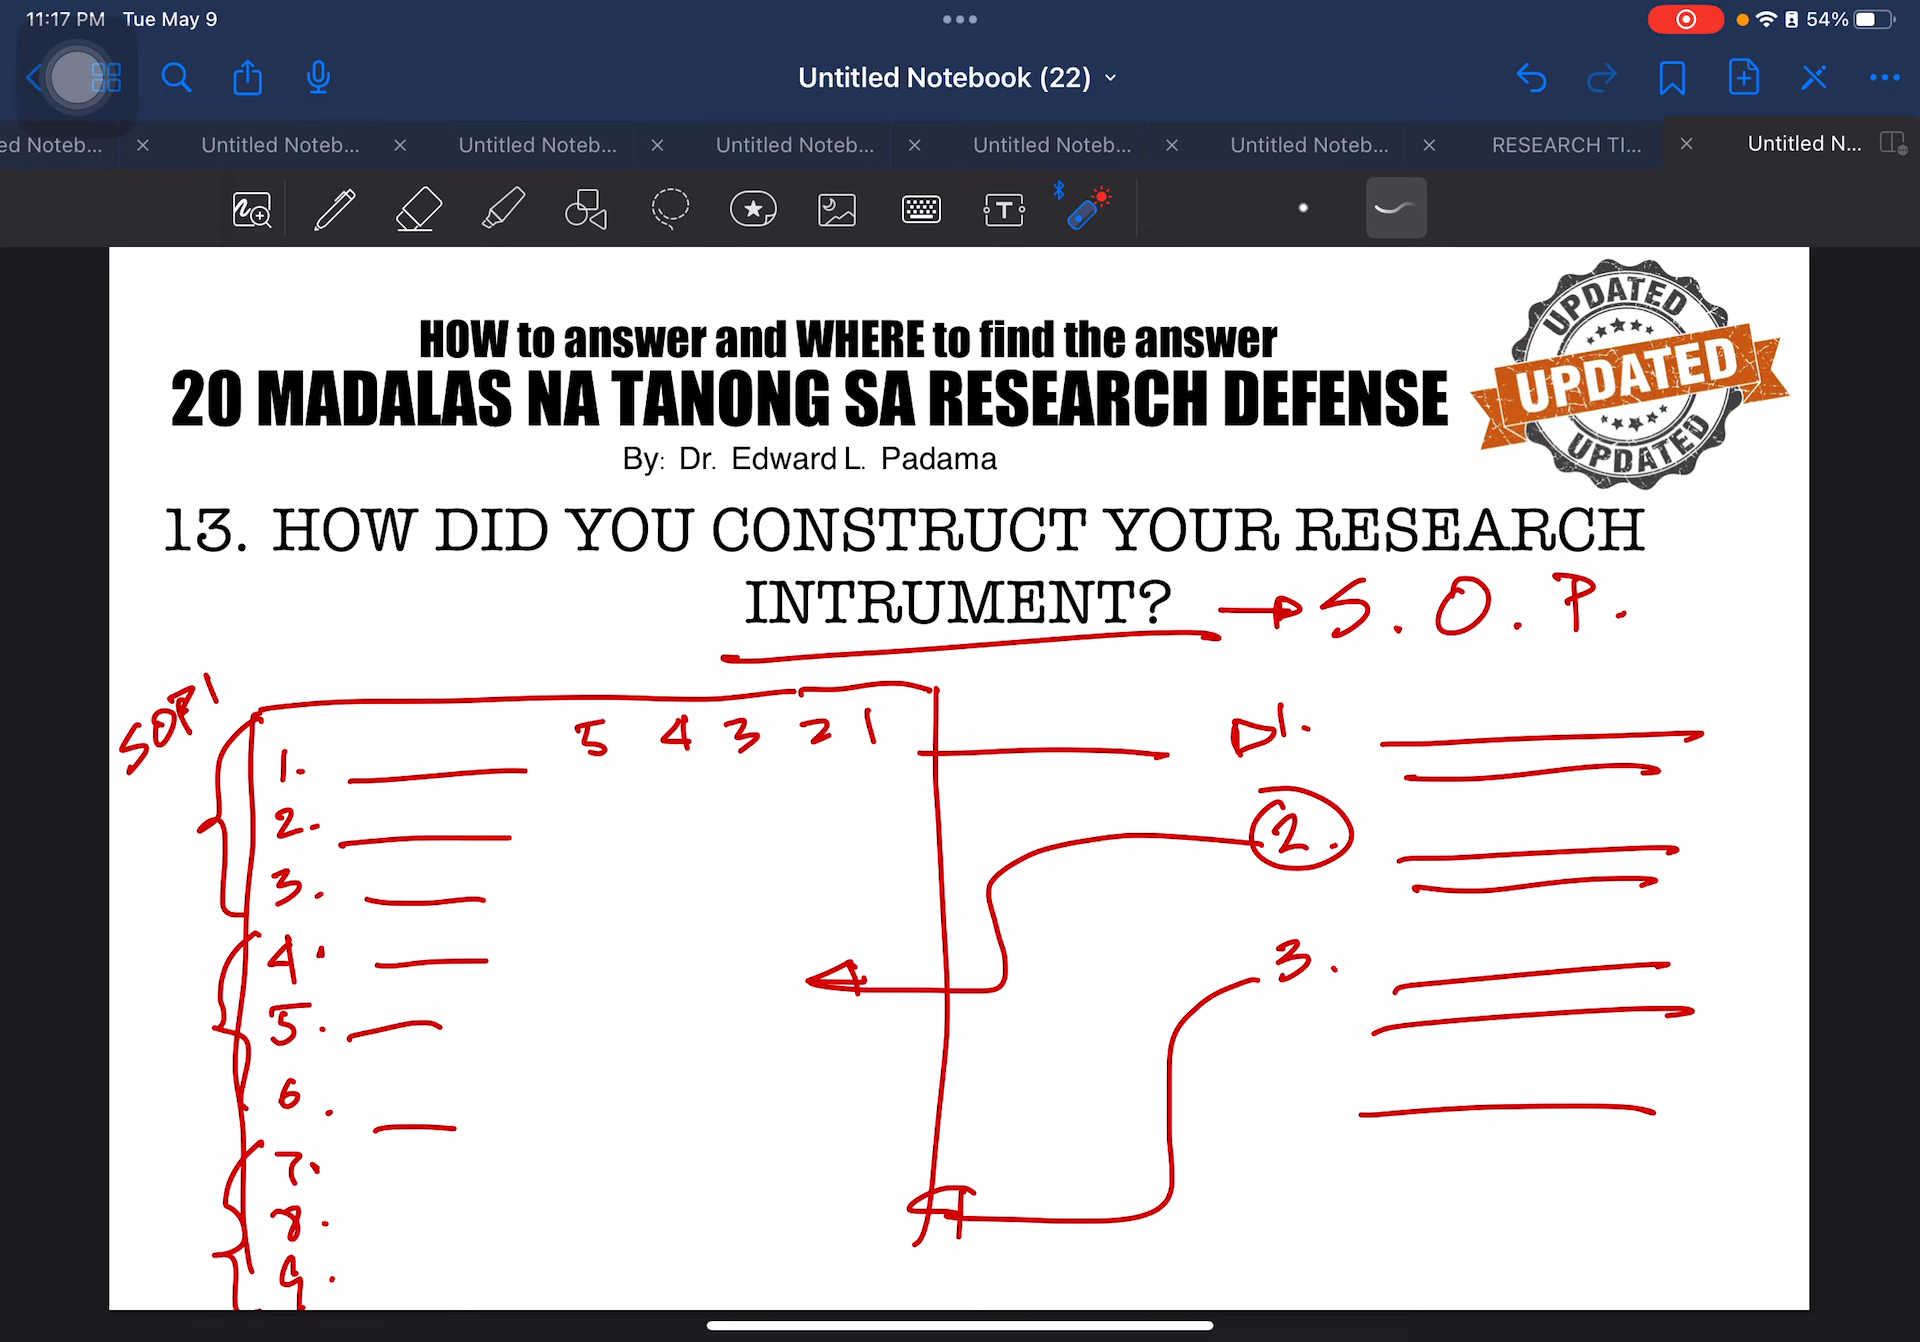 11:17 PM Tue May 9
54%
Untitled Notebook (22)
ed Noteb...
Untitled Noteb...
Untitled Noteb...
Untitled Noteb...
Untitled Noteb...
Untitled Noteb...
RESEARCH TI...
Untitled N...
T
HOW to answer and WHERE to find the answer
20 MADALAS NA TANONG SA RESEARCH DEFENSE
By: Dr. Edward L. Padama
UPDATED
UPDATED
UPDATED
13. HOW DID YOU CONSTRUCT YOUR RESEARCH
INTRUMENT?
S. O. P.
SOP1
5 4 3 2 1
1.
2.
3.
4.
5.
6.
7.
8.
9.
1.
2.
3.